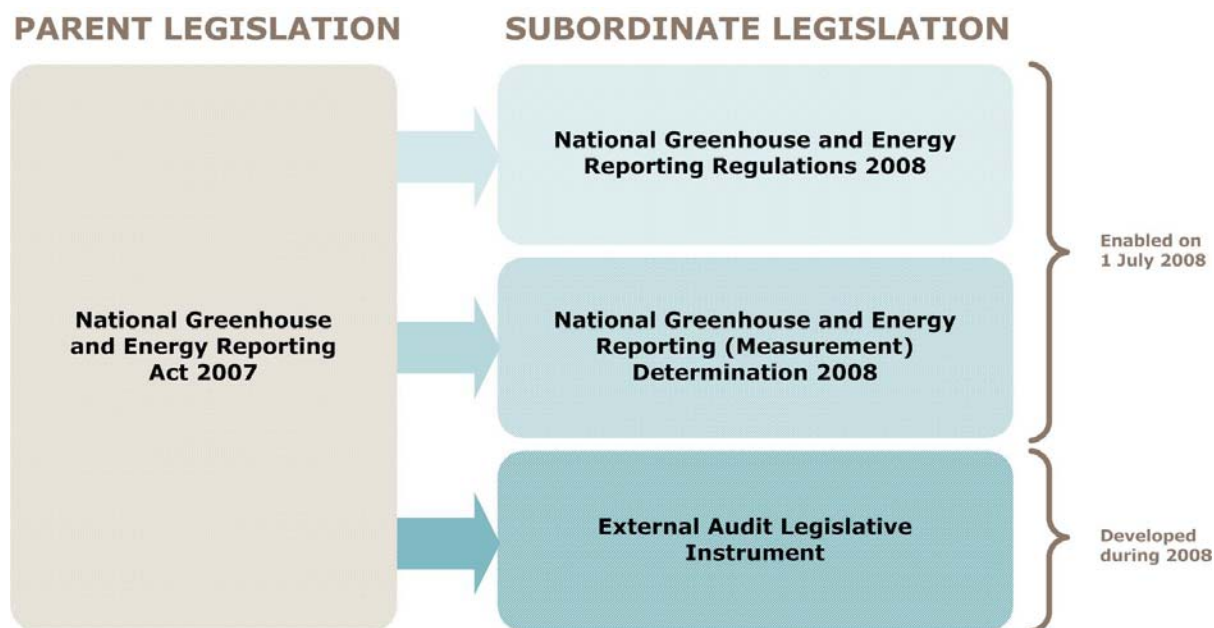 PARENT LEGISLATION
SUBORDINATE LEGISLATION
National Greenhouse
and Energy Reporting
Act 2007
National Greenhouse and Energy
Reporting Regulations 2008
National Greenhouse and Energy
Reporting (Measurement)
Determination 2008
External Audit Legislative
Instrument
Enabled on
1 July 2008
Developed
during 2008